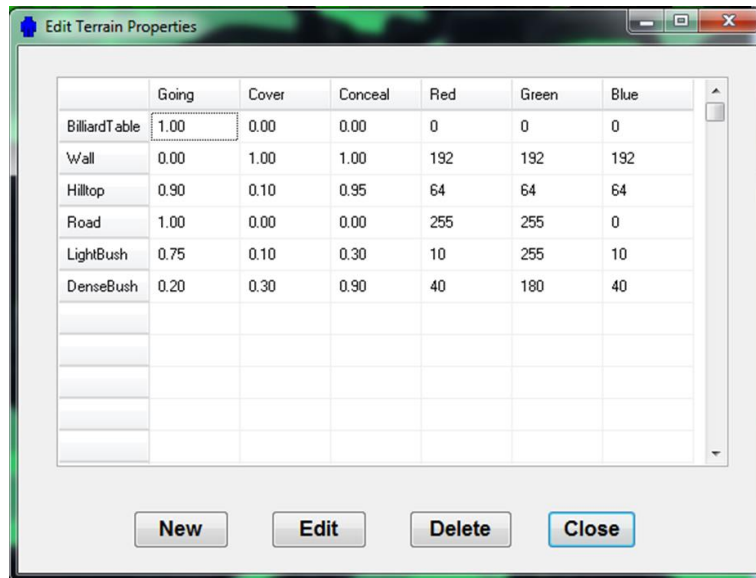 Edit Terrain Properties
Going Cover Conceal Red Green Blue
BilliardTable 1.00 0.00 0.00 0 0 0
Wall 0.00 1.00 1.00 192 192 192
Hilltop 0.90 0.10 0.95 64 64 64
Road 1.00 0.00 0.00 255 255 0
LightBush 0.75 0.10 0.30 10 255 10
DenseBush 0.20 0.30 0.90 40 180 40
New Edit Delete Close